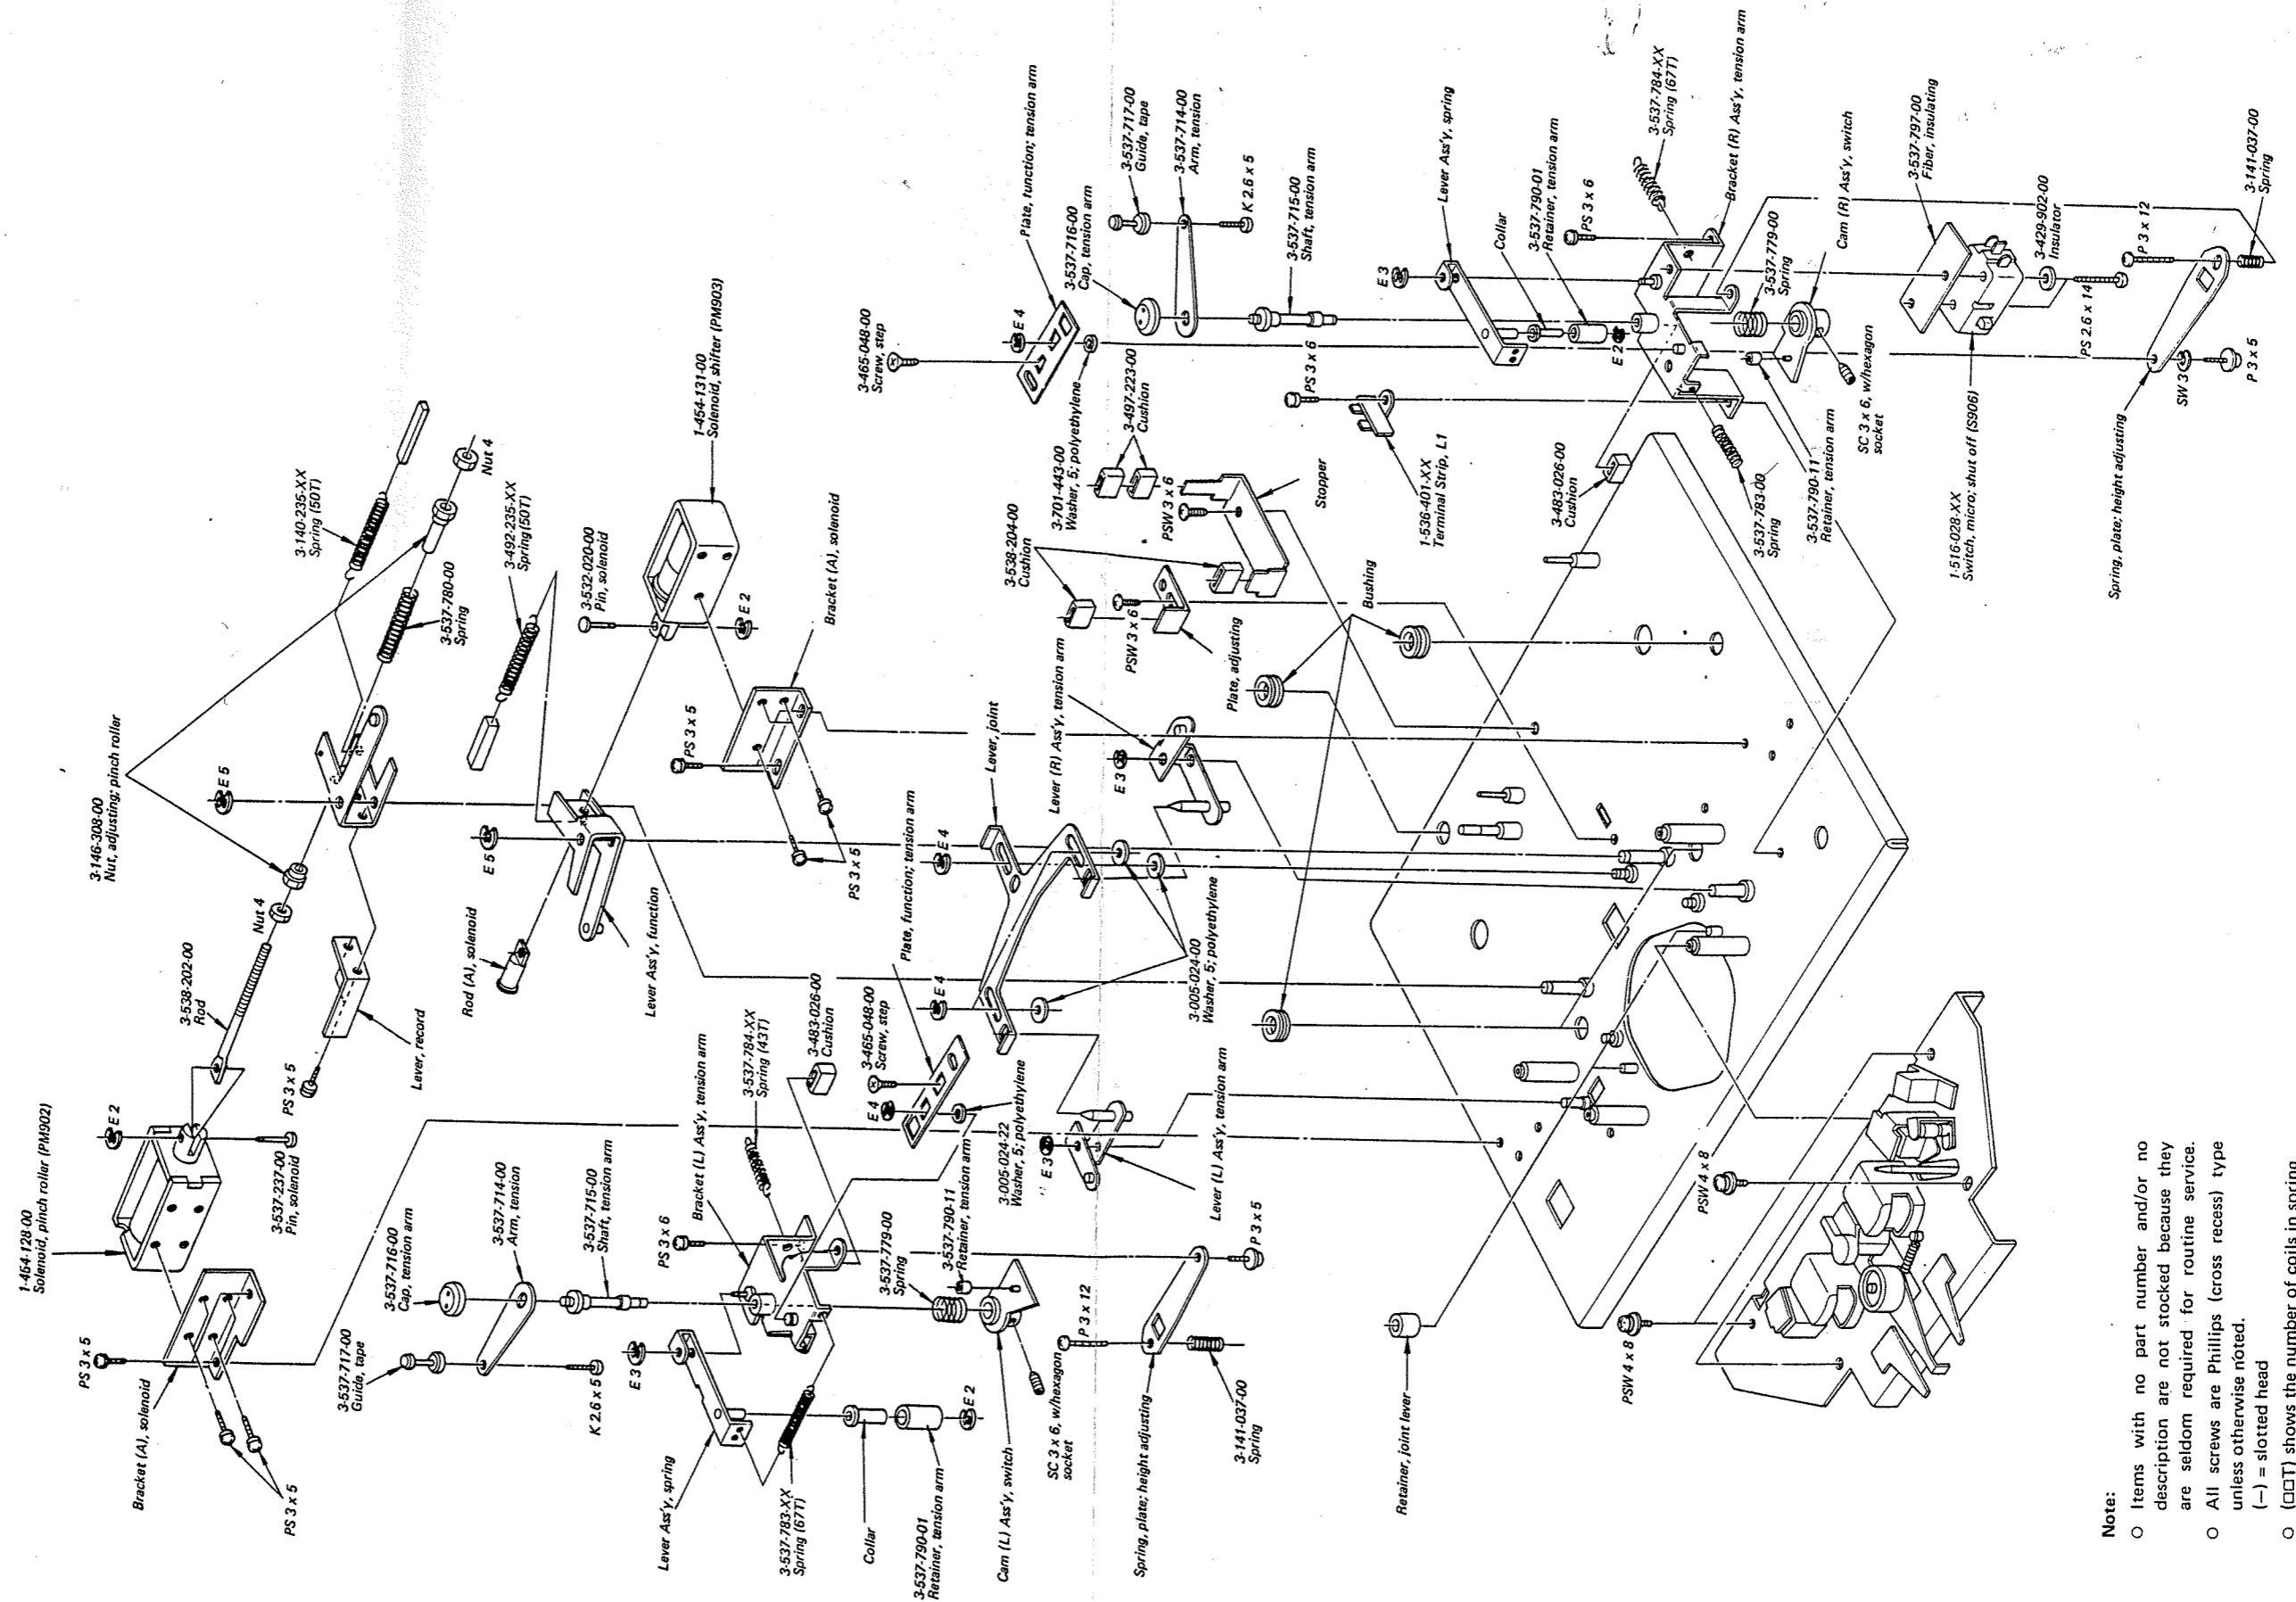 1-454-128-00
Solenoid, pinch roller (PM902)
PS 3 x 5
Bracket (A), solenoid
PS 3 x 5
E 2
3-537-237-00
Pin, solenoid
3-538-202-00
Rod
Nut 4
3-146-308-00
Nut, adjusting; pinch roller
PS 3 x 5
Lever, record
E 5
3-140-235-XX
Spring (50T)
3-537-780-00
Spring
Nut 4
3-492-235-XX
Spring (50T)
E 5
Rod (A), solenoid
Lever Ass'y, function
3-532-020-00
Pin, solenoid
E 2
1-454-131-00
Solenoid, shifter (PM903)
Bracket (A), solenoid
PS 3 x 5
PS 3 x 5
3-537-716-00
Cap, tension arm
3-537-717-00
Guide, tape
3-537-714-00
Arm, tension
3-537-715-00
Shaft, tension arm
K 2.6 x 5
E 3
PS 3 x 6
Bracket (L) Ass'y, tension arm
3-537-784-XX
Spring (43T)
3-483-026-00
Cushion
Lever Ass'y, spring
3-537-783-XX
Spring (67T)
Collar
3-537-790-01
Retainer, tension arm
E 2
3-537-779-00
Spring
3-537-790-11
Retainer, tension arm
Cam (L) Ass'y, switch
SC 3 x 6, w/hexagon
socket
P 3 x 12
Spring, plate; height adjusting
3-141-037-00
Spring
P 3 x 5
3-465-048-00
Screw, step
Plate, function; tension arm
E 4
3-005-024-22
Washer, 5; polyethylene
E 3
Lever (L) Ass'y, tension arm
E 4
E 4
Lever, joint
3-005-024-00
Washer, 5; polyethylene
Lever (R) Ass'y, tension arm
E 3
Plate, adjusting
PSW 3 x 6
3-538-204-00
Cushion
PSW 3 x 6
Stopper
Bushing
3-465-048-00
Screw, step
E 4
Plate, function; tension arm
3-701-443-00
Washer, 5; polyethylene
3-497-223-00
Cushion
3-537-716-00
Cap, tension arm
3-537-717-00
Guide, tape
3-537-714-00
Arm, tension
K 2.6 x 5
3-537-715-00
Shaft, tension arm
E 3
Lever Ass'y, spring
Collar
3-537-790-01
Retainer, tension arm
E 2
PS 3 x 6
PS 3 x 6
1-536-401-XX
Terminal Strip, L1
3-483-026-00
Cushion
3-537-783-00
Spring
3-537-790-11
Retainer, tension arm
SC 3 x 6, w/hexagon
socket
3-537-784-XX
Spring (67T)
Bracket (R) Ass'y, tension arm
3-537-779-00
Spring
Cam (R) Ass'y, switch
3-537-797-00
Fiber, insulating
1-516-028-XX
Switch, micro; shut off (S906)
3-429-902-00
Insulator
PS 2.6 x 14
P 3 x 12
3-141-037-00
Spring
Spring, plate; height adjusting
SW 3
P 3 x 5
Retainer, joint lever
PSW 4 x 8
PSW 4 x 8
Note:
○ Items with no part number and/or no
description are not stocked because they
are seldom required for routine service.
○ All screws are Phillips (cross recess) type
unless otherwise noted.
(−) = slotted head
○ (□□T) shows the number of coils in spring